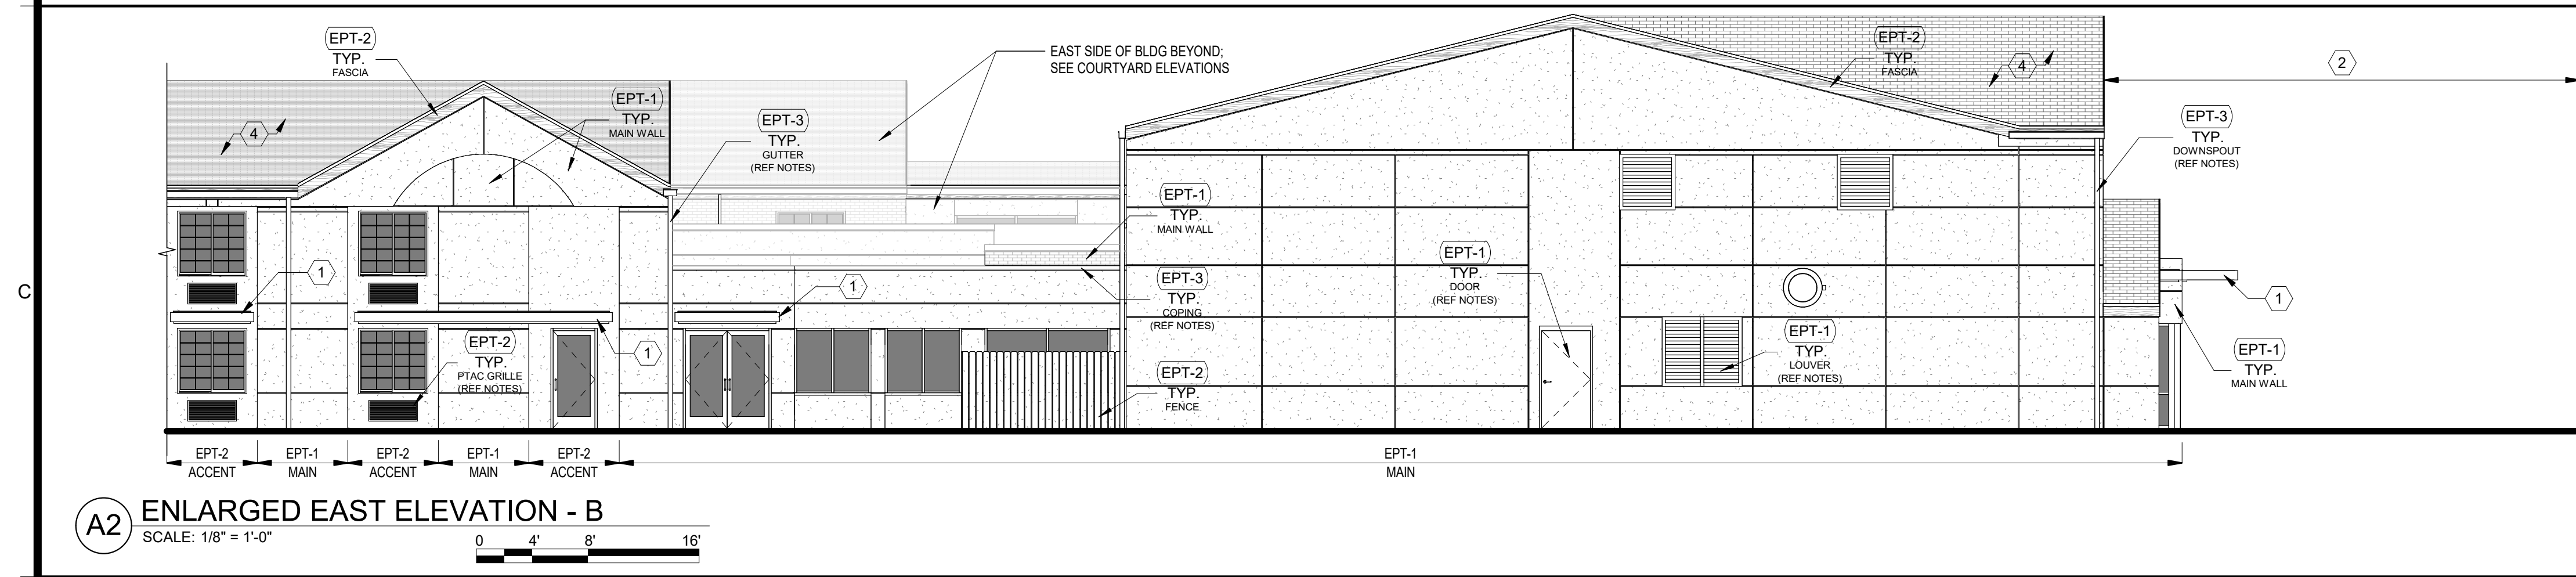 EPT-2
TYP.
FASCIA
4
EPT-1
TYP.
MAIN WALL
EPT-3
TYP.
GUTTER
(REF NOTES)
EAST SIDE OF BLDG BEYOND;
SEE COURTYARD ELEVATIONS
EPT-2
TYP.
FASCIA
4
2
EPT-3
TYP.
DOWNSPOUT
(REF NOTES)
EPT-1
TYP.
MAIN WALL
EPT-1
TYP.
DOOR
(REF NOTES)
C
1
1
EPT-3
TYP.
COPING
(REF NOTES)
1
EPT-2
TYP.
PTAC GRILLE
(REF NOTES)
1
EPT-2
TYP.
FENCE
EPT-1
TYP.
LOUVER
(REF NOTES)
EPT-1
TYP.
MAIN WALL
EPT-2
ACCENT
EPT-1
MAIN
EPT-2
ACCENT
EPT-1
MAIN
EPT-2
ACCENT
EPT-1
MAIN
A2
ENLARGED EAST ELEVATION - B
SCALE: 1/8" = 1'-0"
0 4' 8' 16'